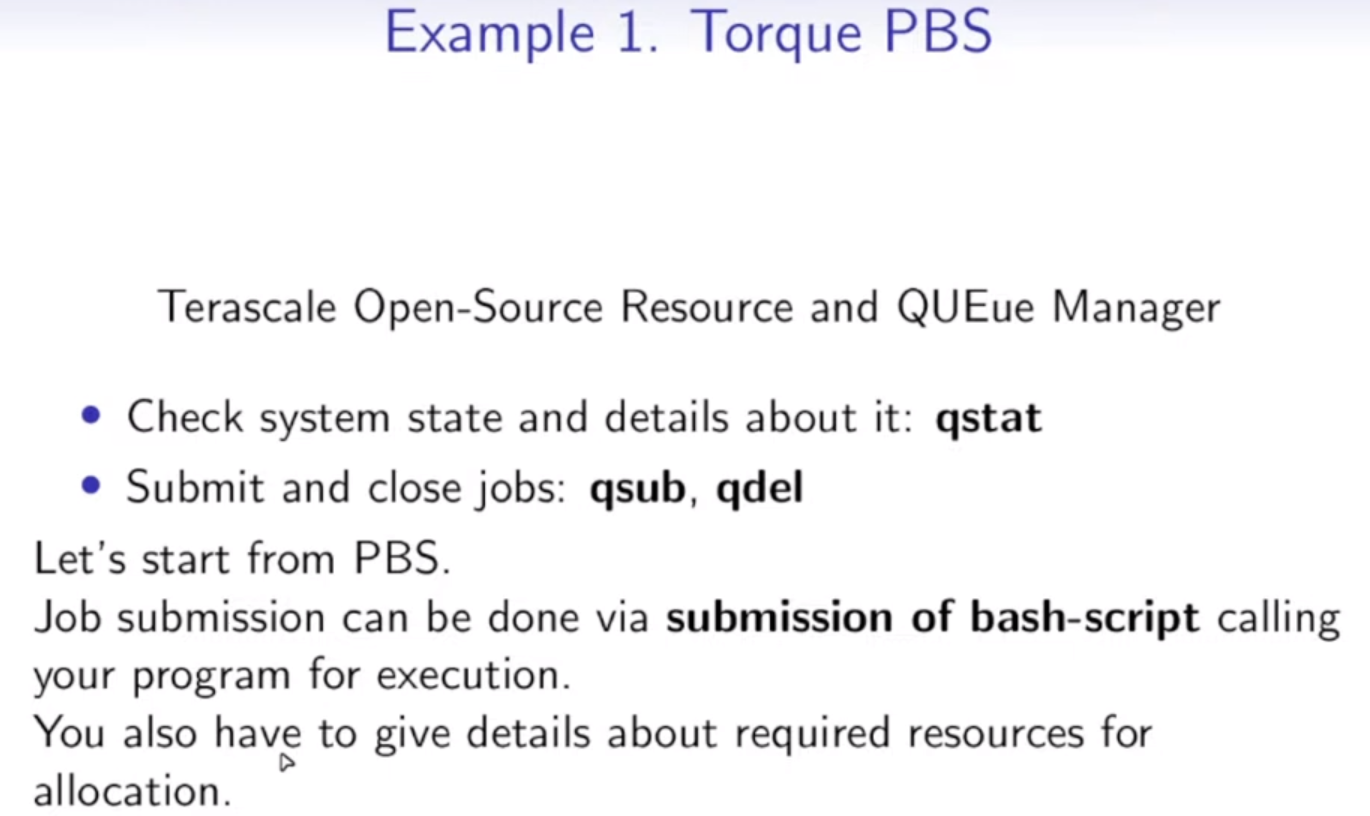 Example 1. Torque PBS
Terascale Open-Source Resource and QUEue Manager
• Check system state and details about it: qstat
• Submit and close jobs: qsub, qdel
Let's start from PBS.
Job submission can be done via submission of bash-script calling
your program for execution.
You also have to give details about required resources for
allocation.